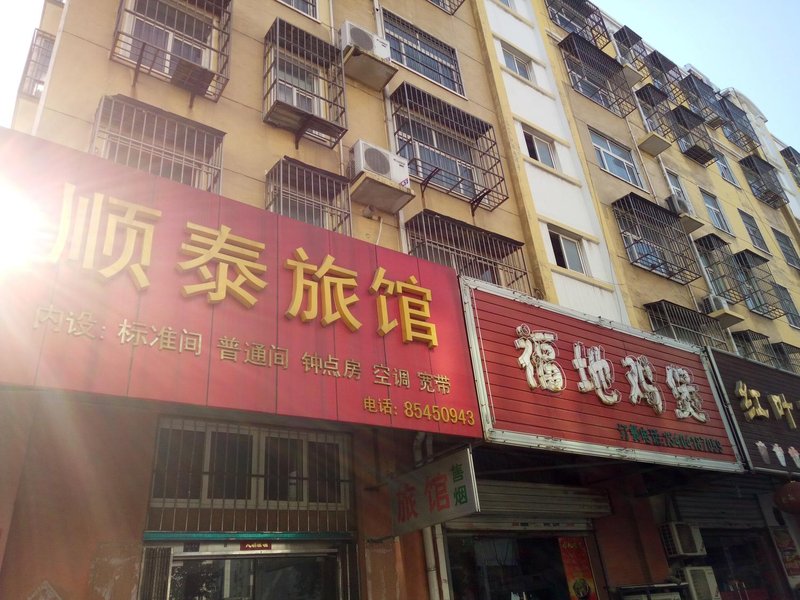 顺泰旅馆
内设：标准间 普通间 钟点房 空调 宽带
电话：85450943
福地鸡煲
红叶
旅馆
售烟